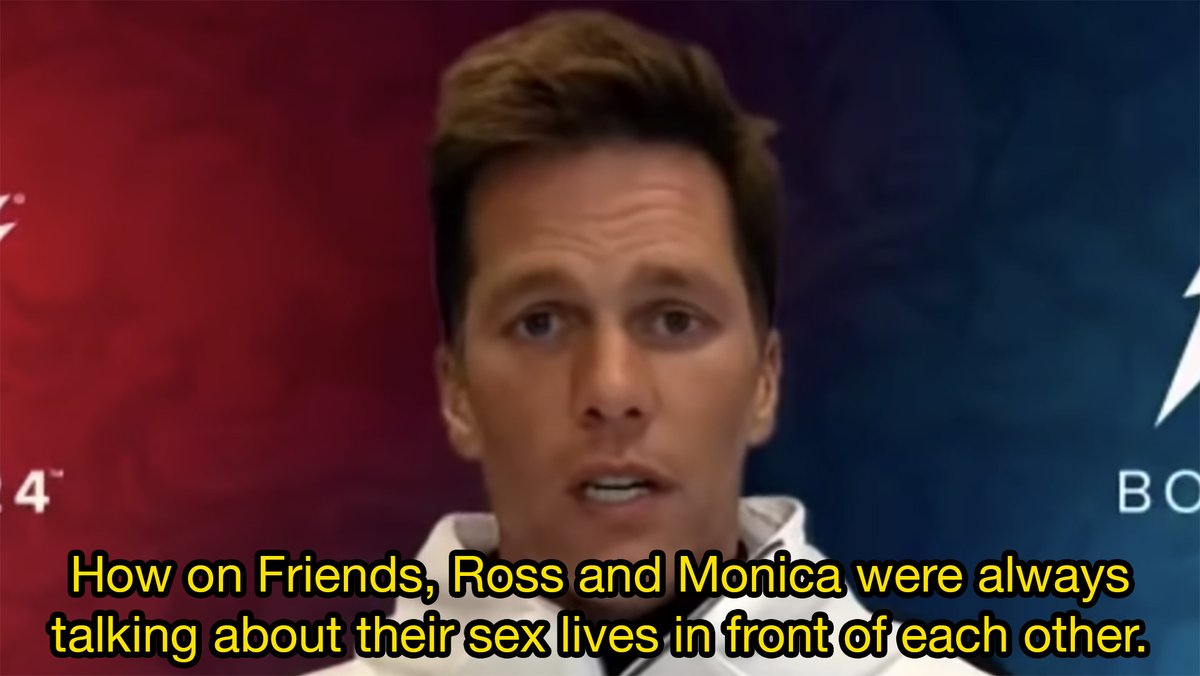 24™
BO
How on Friends, Ross and Monica were always
talking about their sex lives in front of each other.